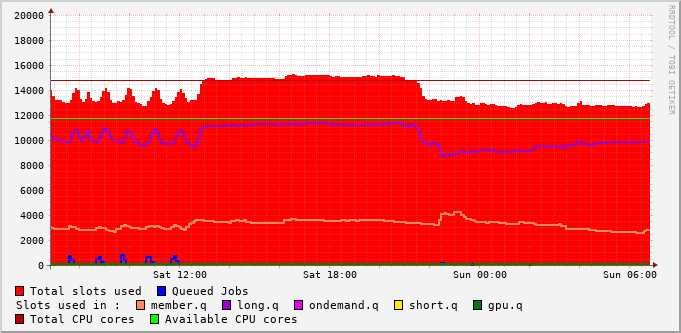 20000
18000
16000
14000
12000
10000
8000
6000
4000
2000
0
Sat 12:00 Sat 18:00 Sun 00:00 Sun 06:00
RRDTOOL / TOBI OETIKER
Total slots used Queued Jobs
Slots used in : member.q long.q ondemand.q short.q gpu.q
Total CPU cores Available CPU cores